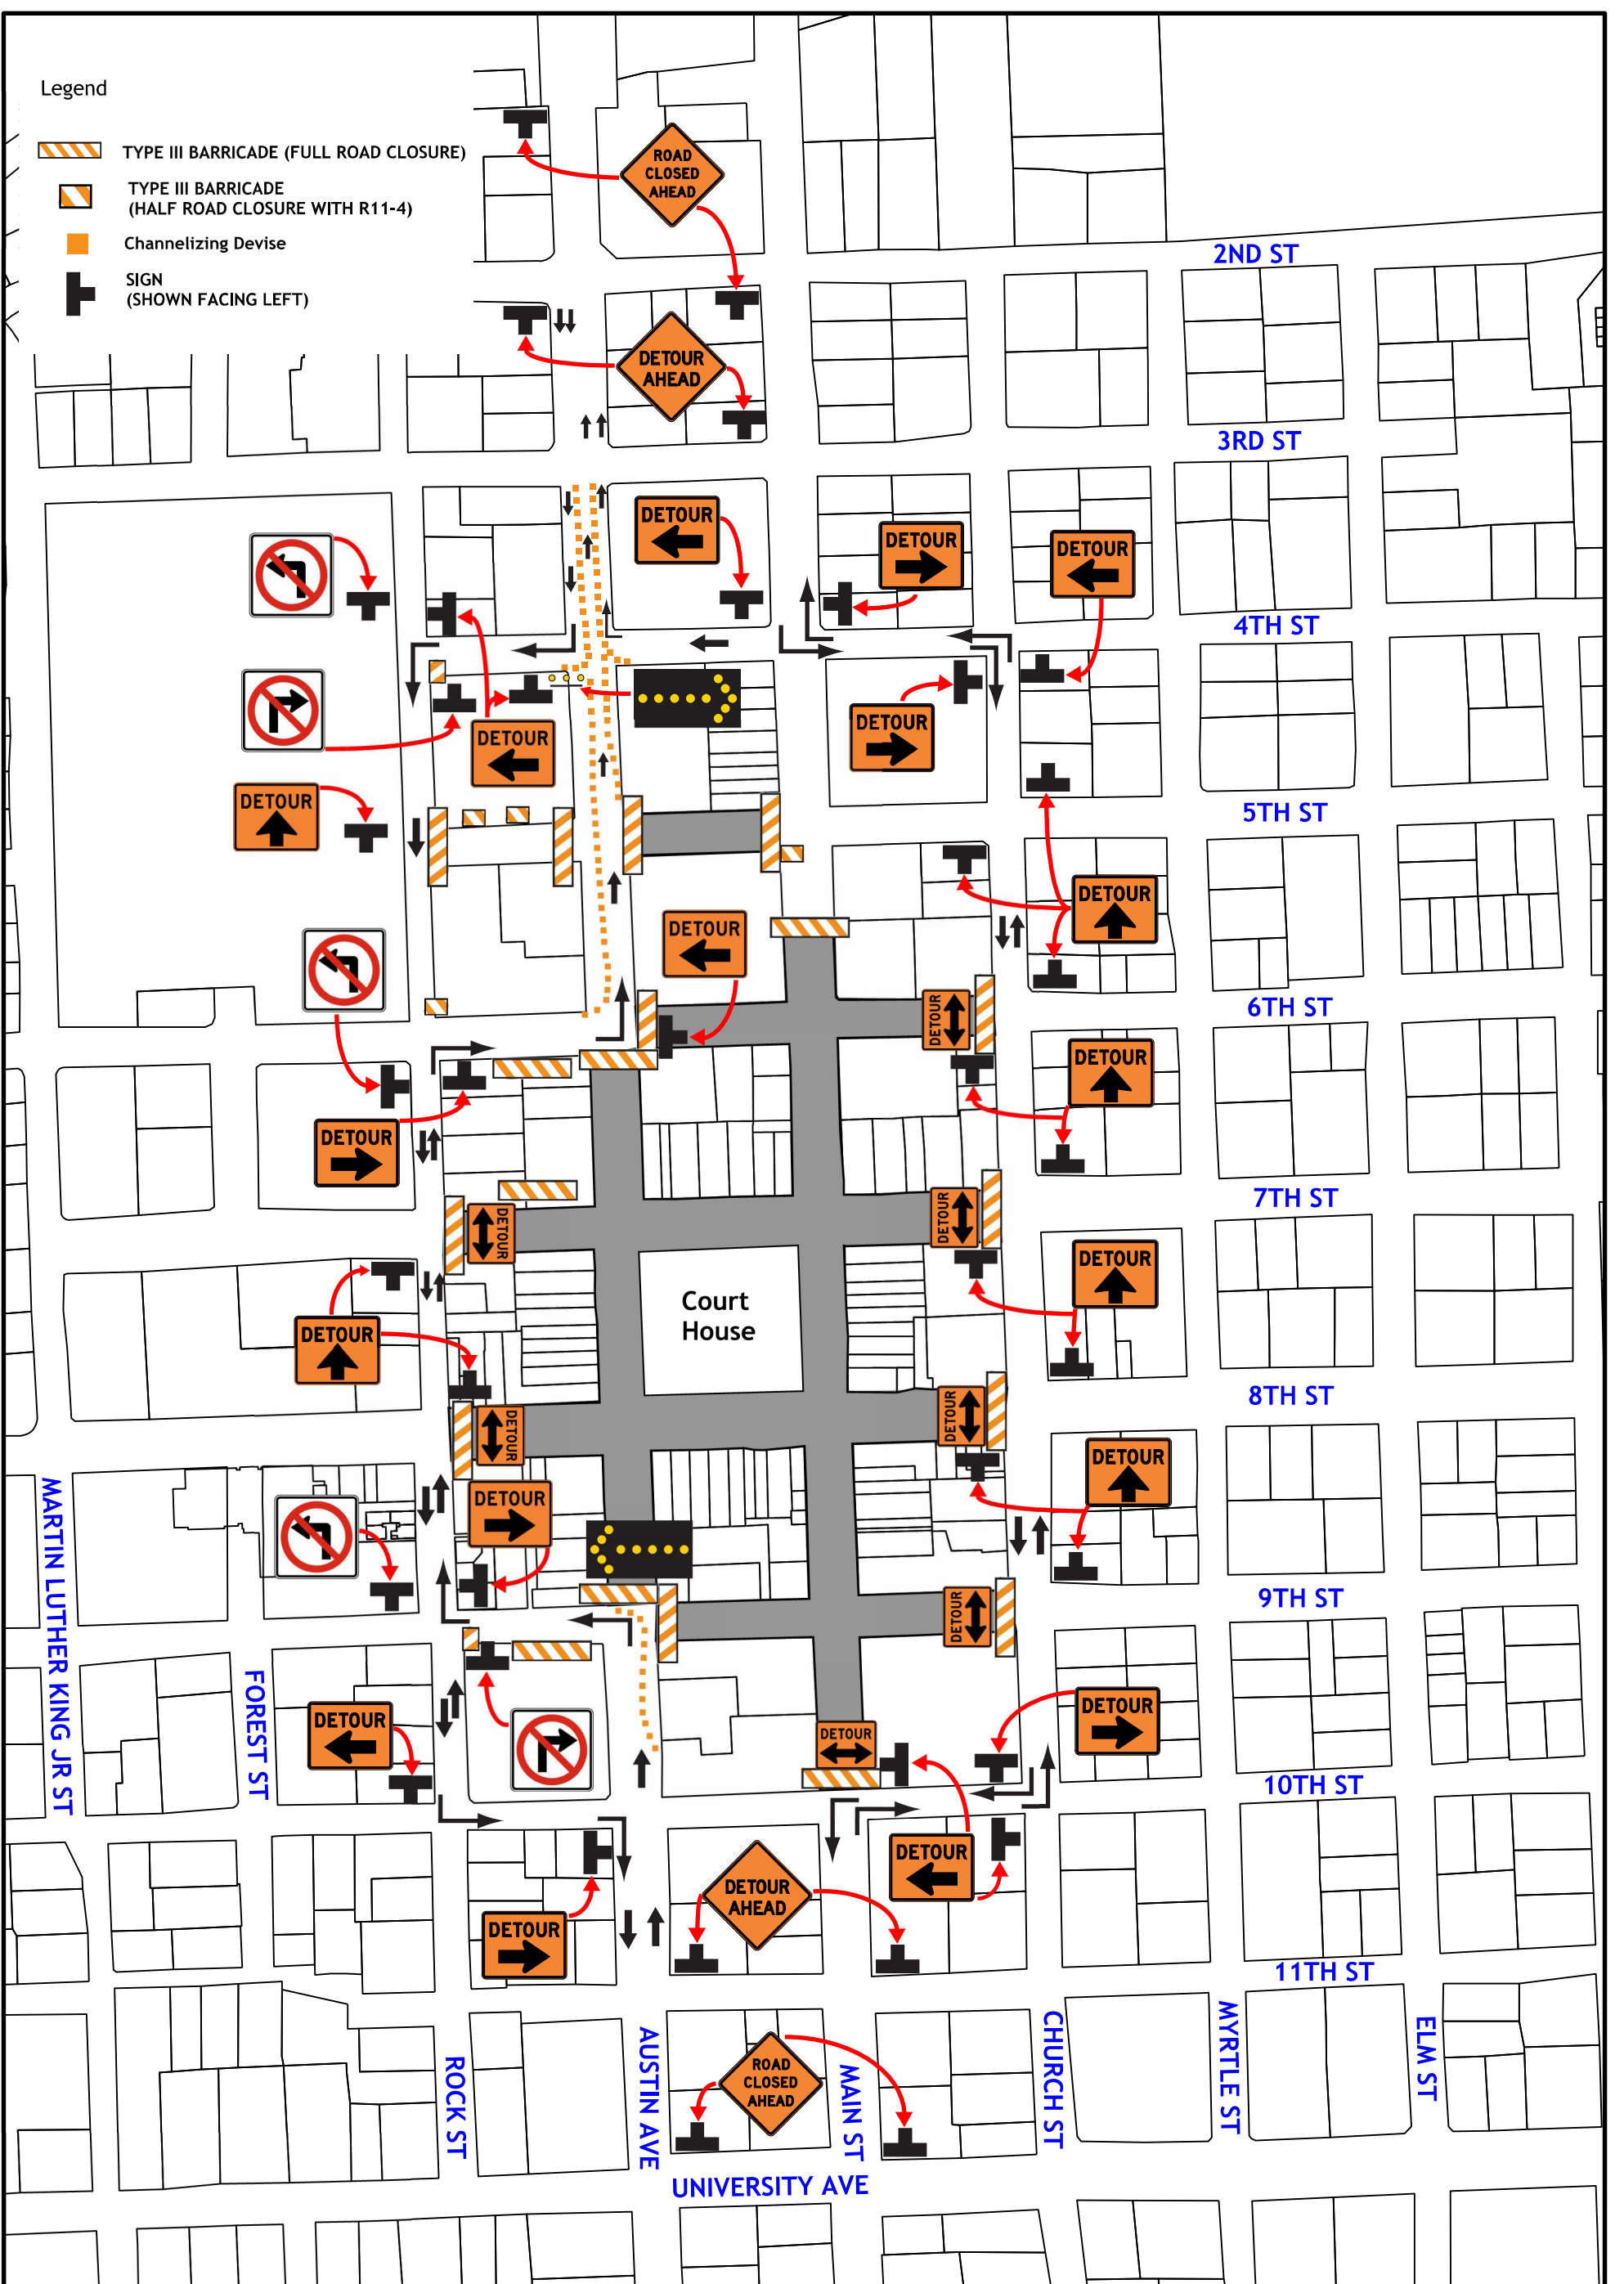 Legend
TYPE III BARRICADE (FULL ROAD CLOSURE)
TYPE III BARRICADE
(HALF ROAD CLOSURE WITH R11-4)
Channelizing Devise
SIGN
(SHOWN FACING LEFT)
ROAD
CLOSED
AHEAD
2ND ST
DETOUR
AHEAD
3RD ST
DETOUR
DETOUR
DETOUR
4TH ST
DETOUR
DETOUR
DETOUR
5TH ST
DETOUR
DETOUR
6TH ST
DETOUR
DETOUR
DETOUR
7TH ST
DETOUR
DETOUR
DETOUR
Court
House
DETOUR
8TH ST
DETOUR
DETOUR
DETOUR
DETOUR
9TH ST
DETOUR
MARTIN LUTHER KING JR ST
FOREST ST
DETOUR
DETOUR
DETOUR
10TH ST
DETOUR
AHEAD
DETOUR
DETOUR
11TH ST
ROCK ST
AUSTIN AVE
ROAD
CLOSED
AHEAD
MAIN ST
CHURCH ST
MYRTLE ST
ELM ST
UNIVERSITY AVE